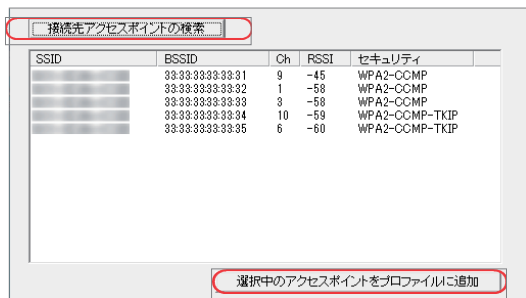 接続先アクセスポイントの検索
SSID BSSID Ch RSSI セキュリティ
33:33:33:33:33:31 9 -45 WPA2-CCMP
33:33:33:33:33:32 1 -58 WPA2-CCMP
33:33:33:33:33:33 3 -58 WPA2-CCMP
33:33:33:33:33:34 10 -59 WPA2-CCMP-TKIP
33:33:33:33:33:35 6 -60 WPA2-CCMP-TKIP
選択中のアクセスポイントをプロファイルに追加